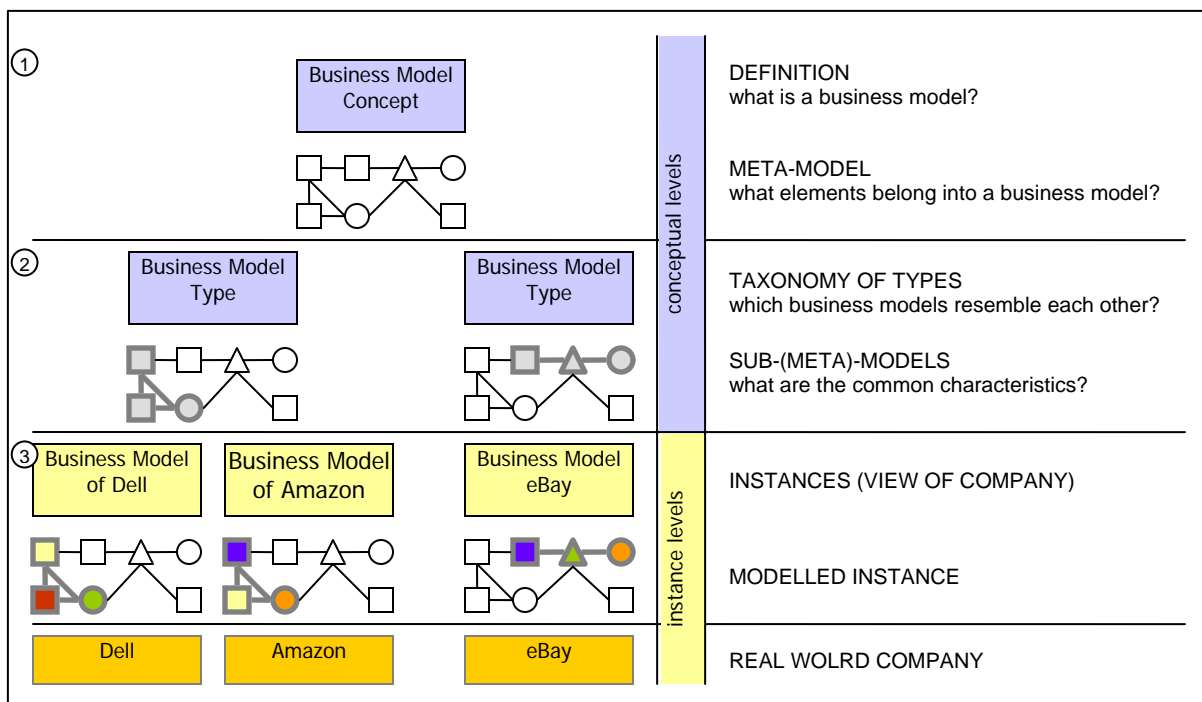 1
Business Model
Concept
DEFINITION
what is a business model?
META-MODEL
what elements belong into a business model?
conceptual levels
2
Business Model
Type
Business Model
Type
TAXONOMY OF TYPES
which business models resemble each other?
SUB-(META)-MODELS
what are the common characteristics?
3
Business Model
of Dell
Business Model
of Amazon
Business Model
eBay
INSTANCES (VIEW OF COMPANY)
instance levels
MODELLED INSTANCE
Dell
Amazon
eBay
REAL WOLRD COMPANY